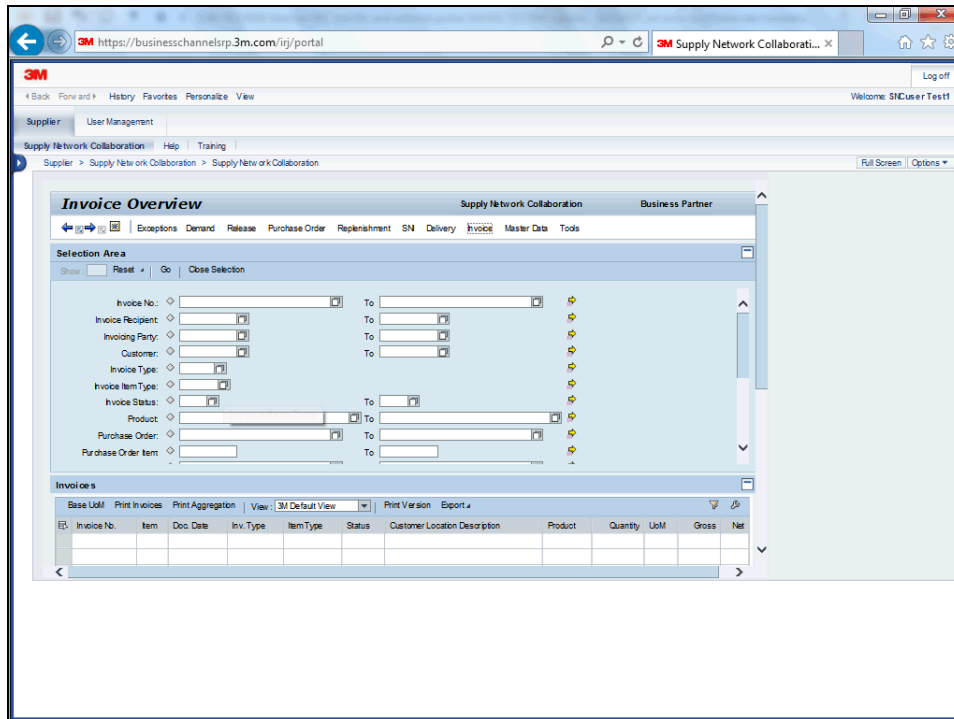 3M https://businesschannelsrp.3m.com/irj/portal
3M Supply Network Collaborati...
3M
Log off
Back Forward History Favorites Personalize View
Welcome: SNCuser Test1
Supplier User Management
Supply Network Collaboration Help Training
Supplier > Supply Network Collaboration > Supply Network Collaboration
Full Screen Options
Invoice Overview
Supply Network Collaboration Business Partner
Exceptions Demand Release Purchase Order Replenishment SNI Delivery Invoice Master Data Tools
Selection Area
Show: Reset Go Close Selection
Invoice No.: To
Invoice Recipient: To
Invoicing Party: To
Customer: To
Invoice Type:
Invoice Item Type:
Invoice Status: To
Product: To
Purchase Order: To
Purchase Order Item: To
Invoices
Base UoM Print Invoices Print Aggregation View: 3M Default View Print Version Export
Invoice No. Item Doc. Date Inv. Type Item Type Status Customer Location Description Product Quantity UoM Gross Net